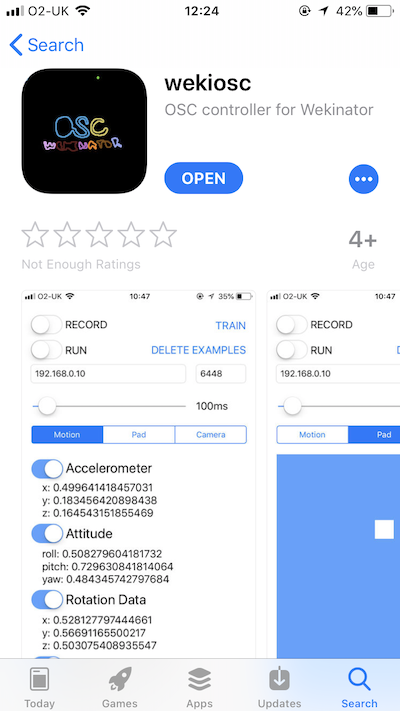 O2-UK 12:24 42%
Search
OSC
WEKINATOR
wekiosc
OSC controller for Wekinator
OPEN
Not Enough Ratings
4+
Age
O2-UK 10:47 35%
RECORD TRAIN
RUN DELETE EXAMPLES
192.168.0.10 6448
100ms
Motion Pad Camera
Accelerometer
x: 0.499641418457031
y: 0.183456420898438
z: 0.164543151855469
Attitude
roll: 0.508279604181732
pitch: 0.729630841814064
yaw: 0.484345742797684
Rotation Data
x: 0.528127797444661
y: 0.56691165500217
z: 0.503075408935547
O2-UK 10:47
RECORD
RUN
192.168.0.10
Motion Pad
Today Games Apps Updates Search